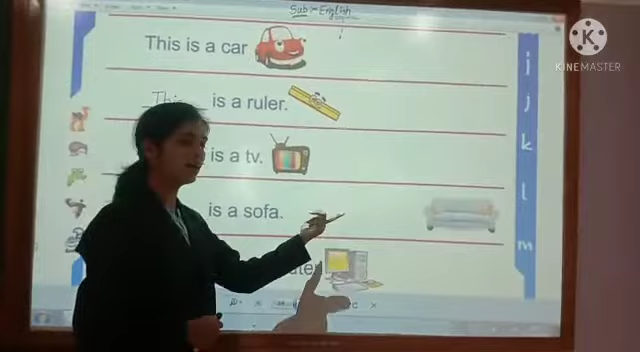 Sub :- English
This is a car
KINEMASTER
This is a ruler.
is a tv.
is a sofa.
i
j
k
l
m